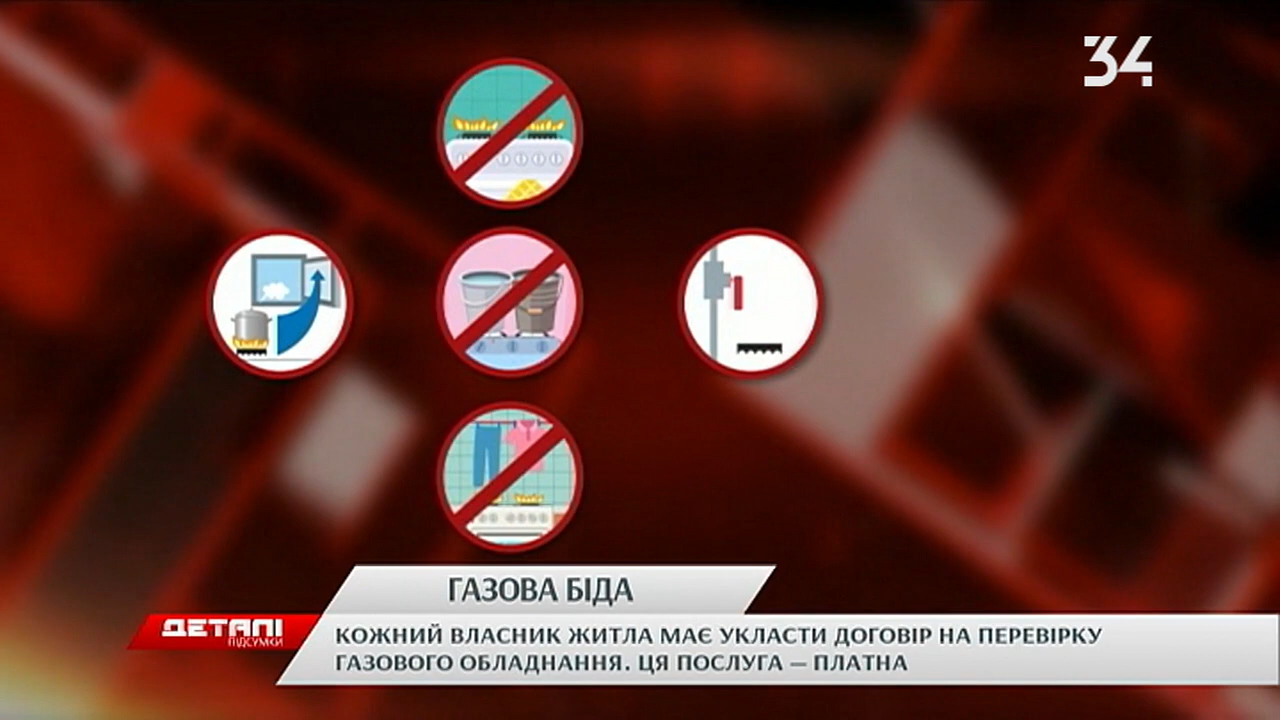 34
ГАЗОВА БІДА
ДЕТАЛІ
ПІДСУМКИ
КОЖНИЙ ВЛАСНИК ЖИТЛА МАЄ УКЛАСТИ ДОГОВІР НА ПЕРЕВІРКУ
ГАЗОВОГО ОБЛАДНАННЯ. ЦЯ ПОСЛУГА — ПЛАТНА